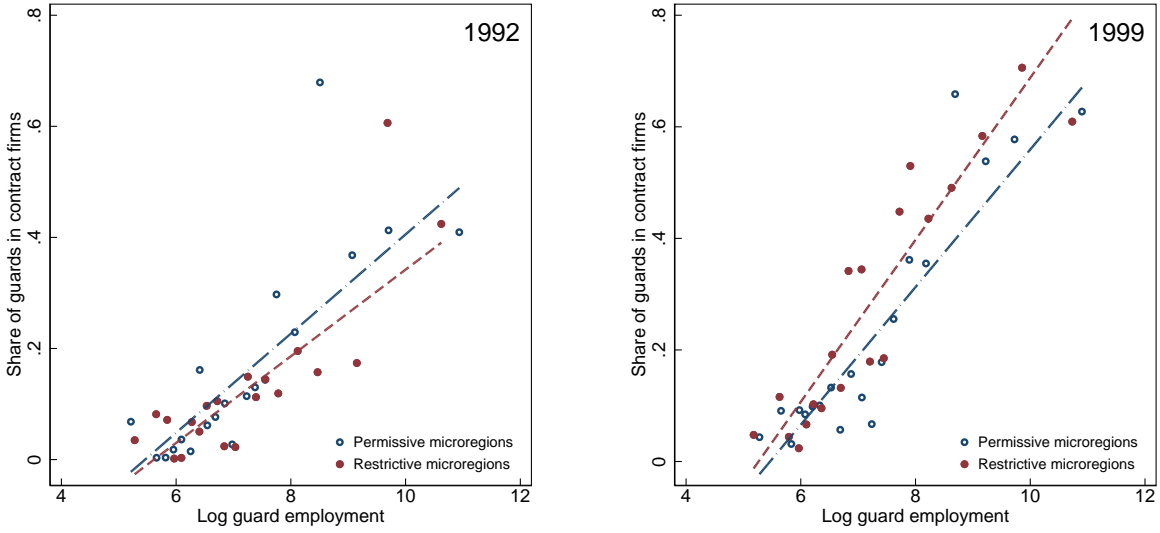 1992
Share of guards in contract firms
.8
.6
.4
.2
0
4 6 8 10 12
Log guard employment
Permissive microregions
Restrictive microregions
1999
Share of guards in contract firms
.8
.6
.4
.2
0
4 6 8 10 12
Log guard employment
Permissive microregions
Restrictive microregions